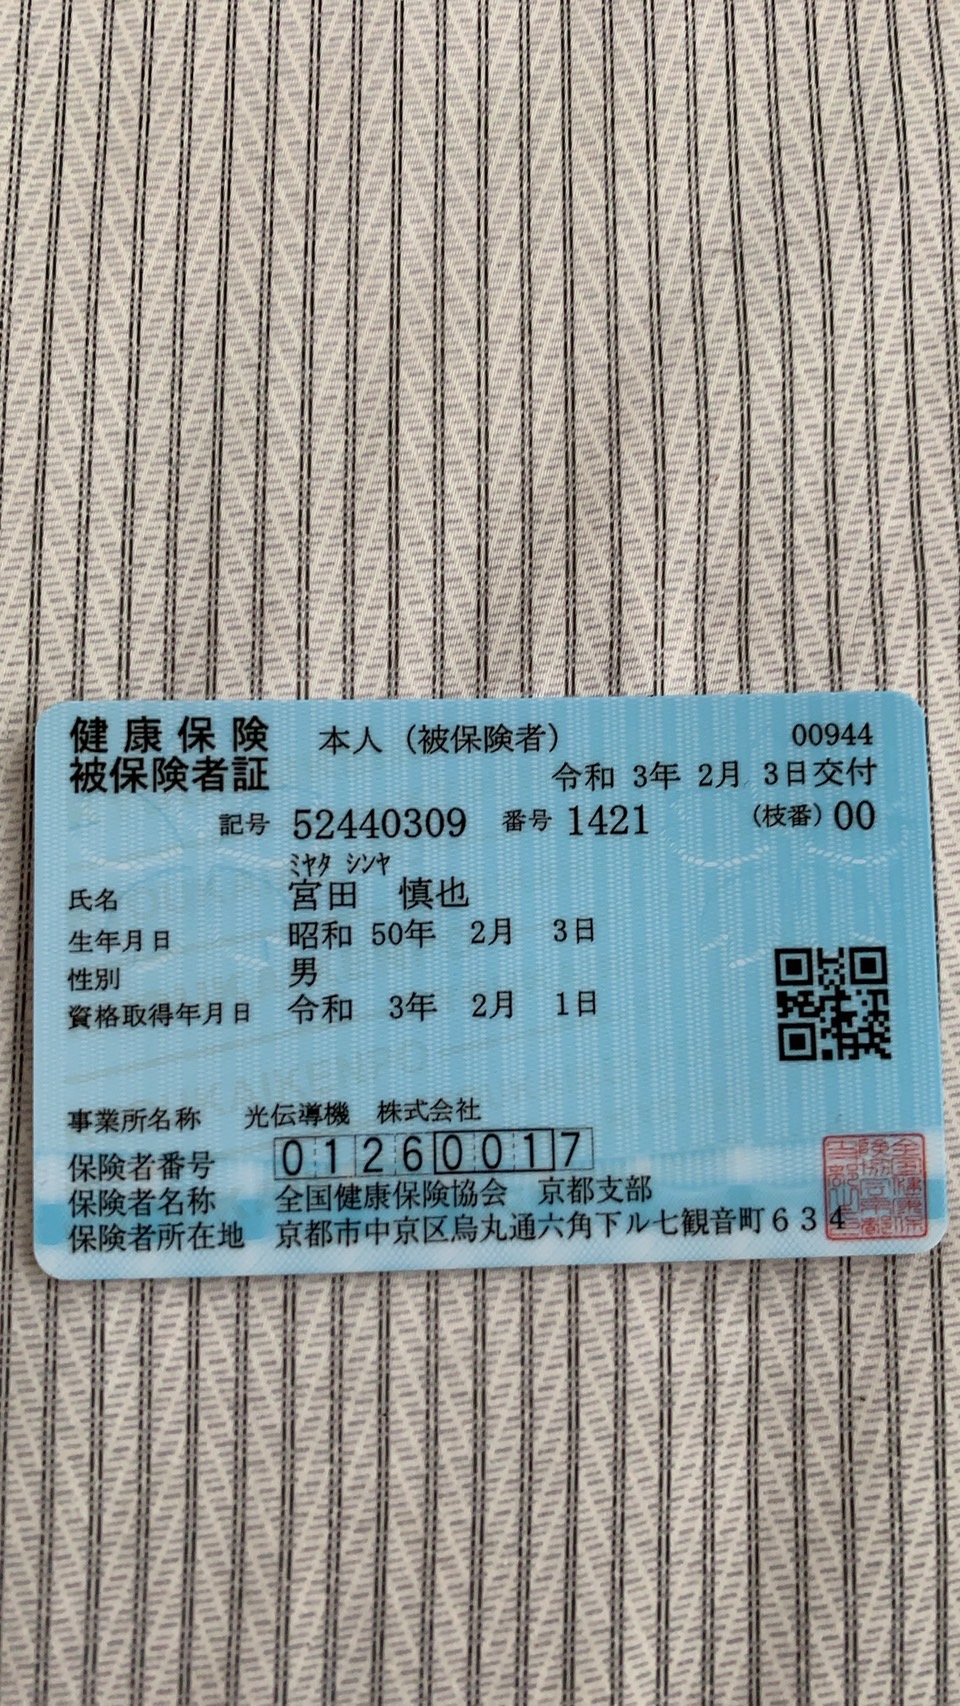 健康保険 本人（被保険者） 00944
被保険者証 令和 3年 2月 3日交付
記号 52440309 番号 1421 （枝番）00
ミヤタ シンヤ
氏名 宮田 慎也
生年月日 昭和 50年 2月 3日
性別 男
資格取得年月日 令和 3年 2月 1日
事業所名称 光伝導機 株式会社
保険者番号 01260017
保険者名称 全国健康保険協会 京都支部
保険者所在地 京都市中京区烏丸通六角下ル七観音町６３４